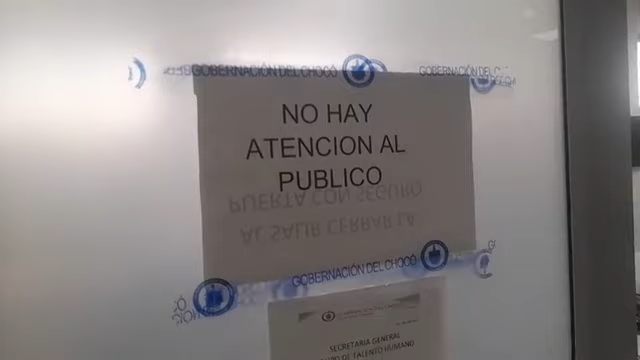 GOBERNACIÓN DEL CHOCÓ
GOBERNACIÓN DEL C
NO HAY
ATENCION AL
PUBLICO
PUERTA CON SEGURO
AL SALIR CERRAR LA
GOBERNACIÓN DEL CHOCÓ
SECRETARIA GENERAL
DE TALENTO HUMANO